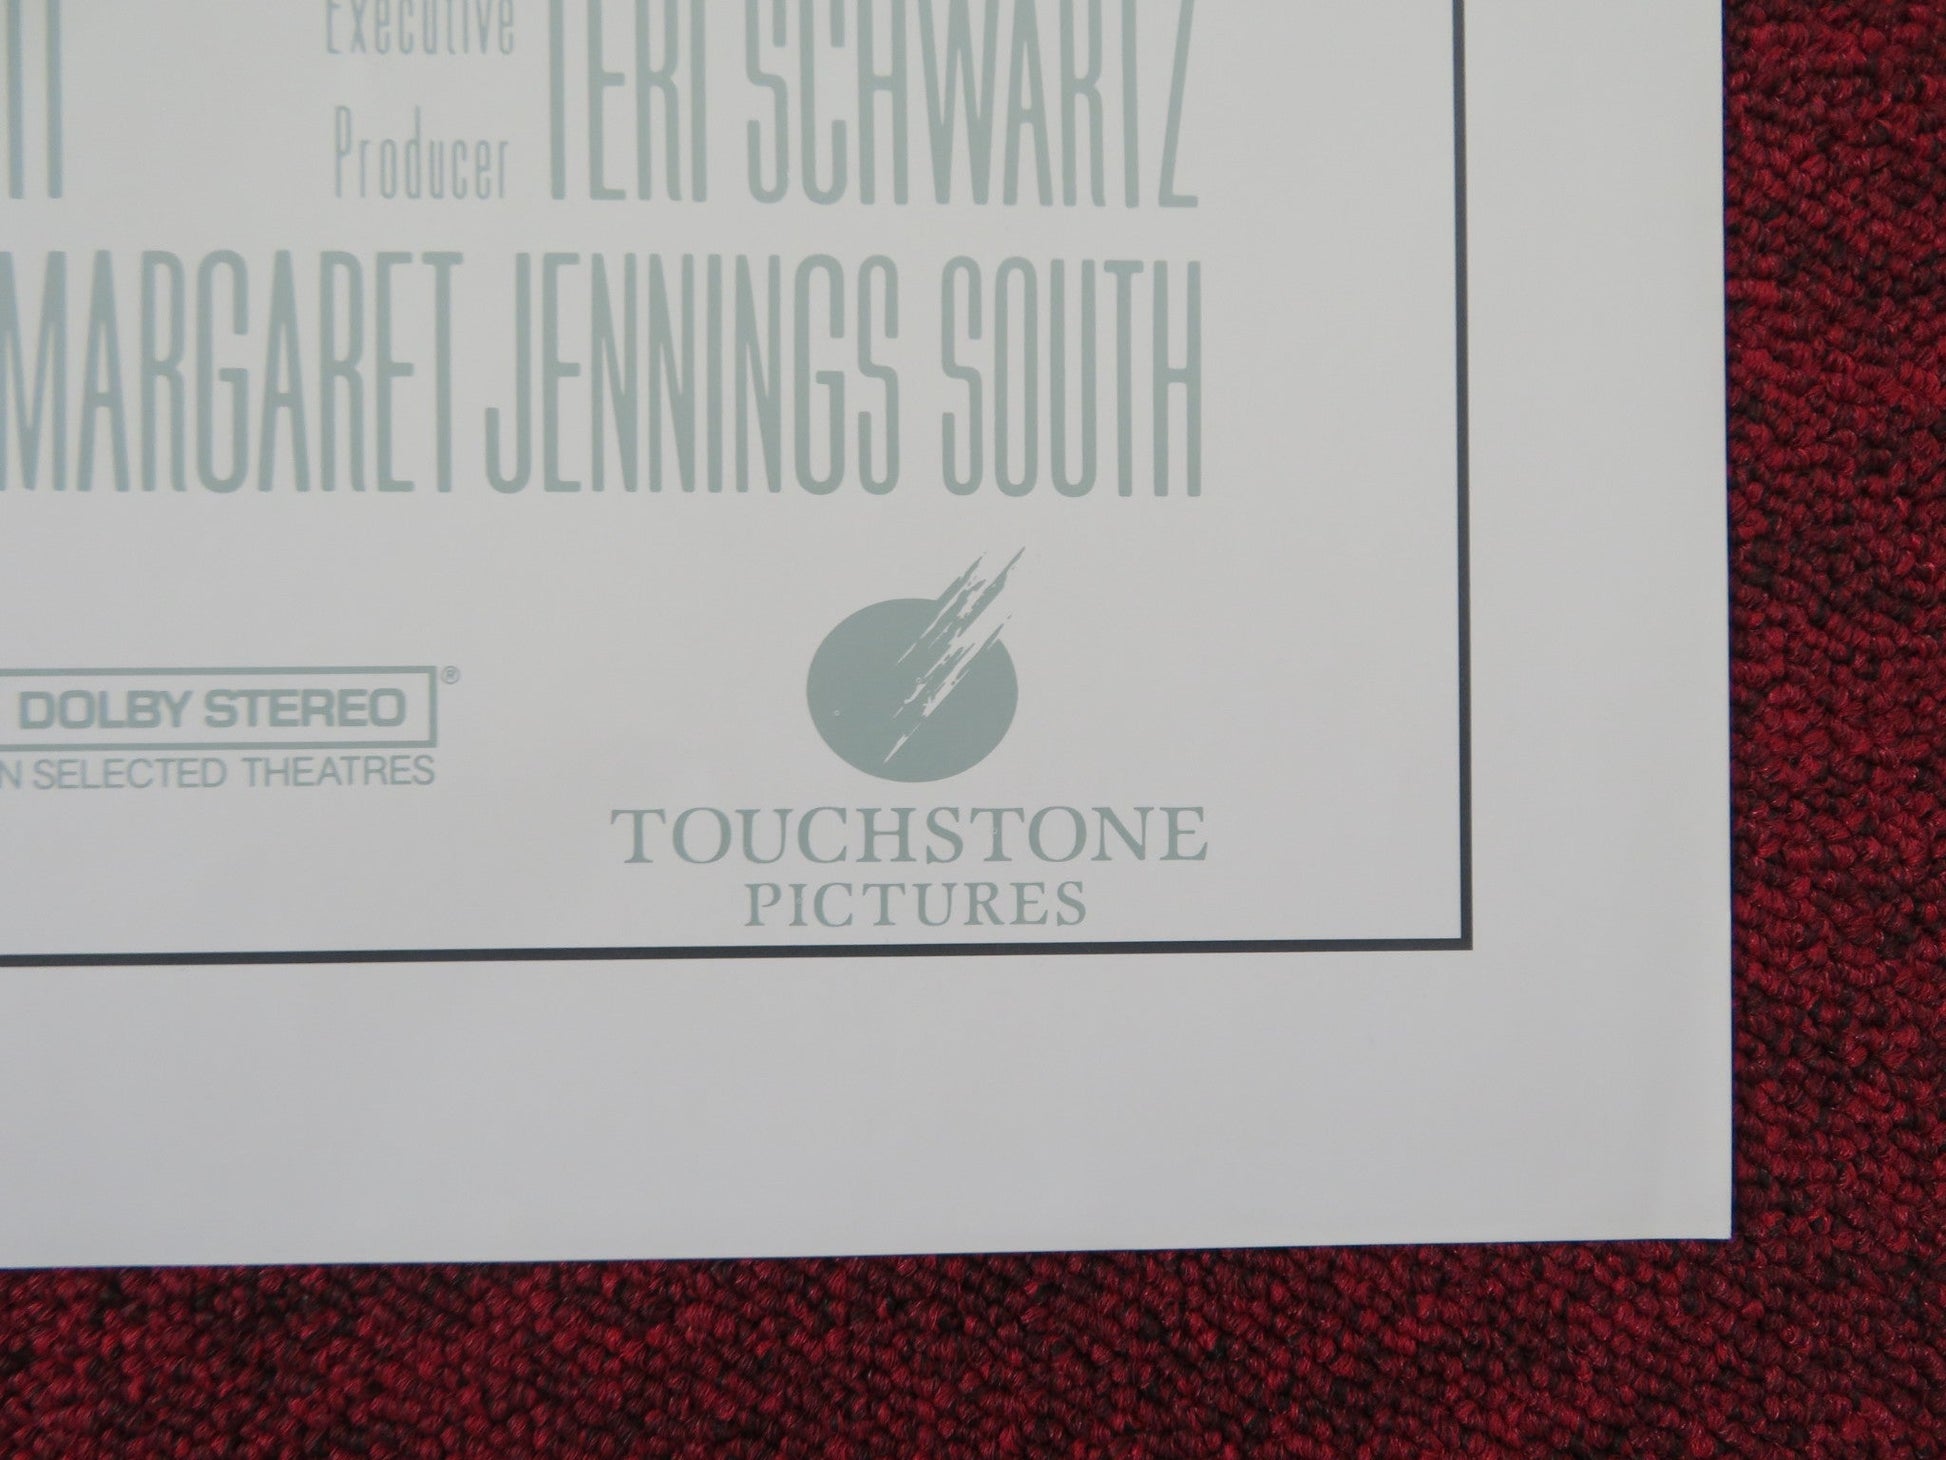 Executive
Producer TERI SCHWARTZ
MARGARET JENNINGS SOUTH
DOLBY STEREO ®
SELECTED THEATRES
TOUCHSTONE
PICTURES